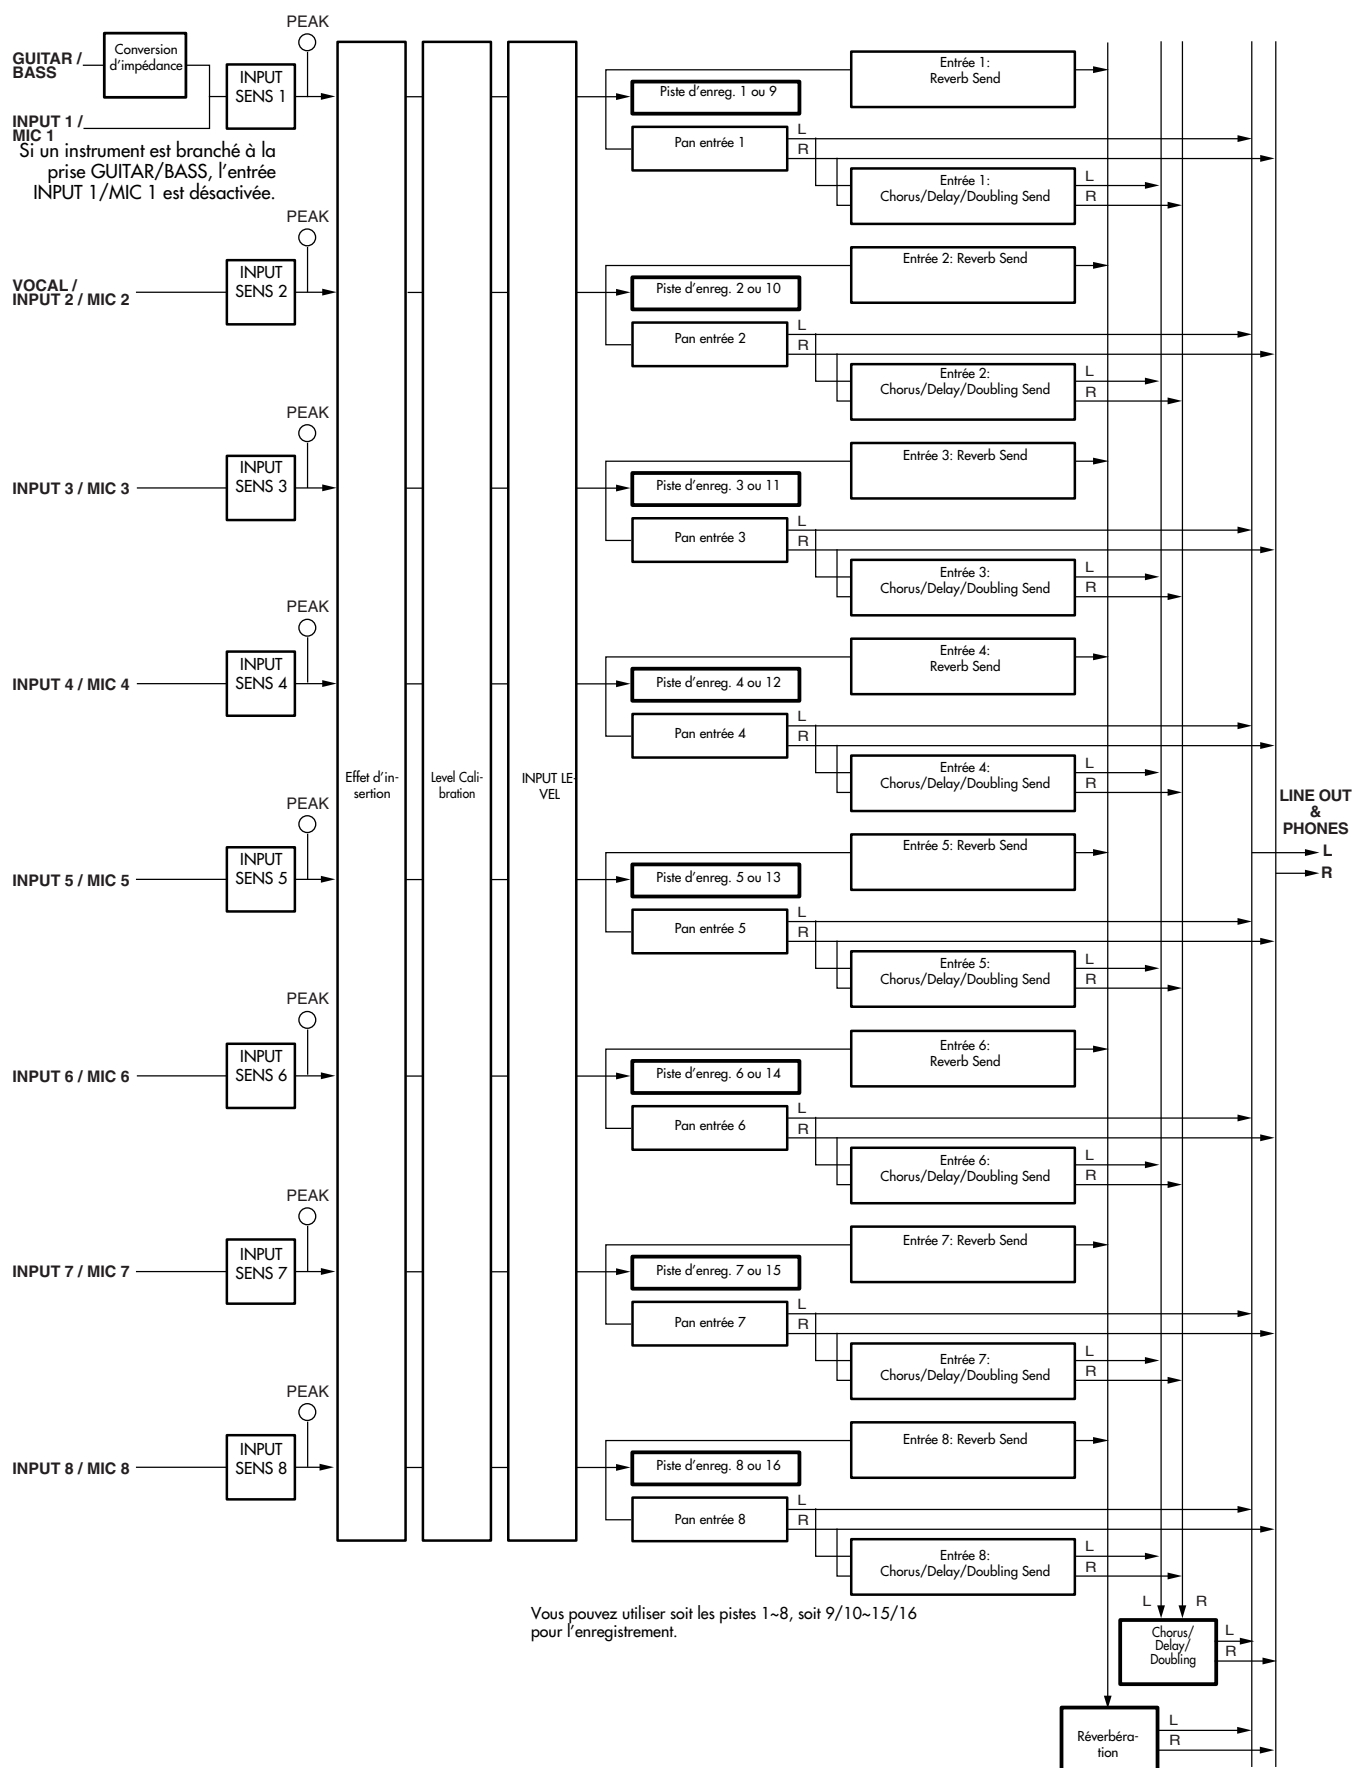 PEAK
GUITAR /
BASS
Conversion
d'impédance
INPUT
SENS 1
INPUT 1 /
MIC 1
Si un instrument est branché à la
prise GUITAR/BASS, l'entrée
INPUT 1/MIC 1 est désactivée.
Entrée 1:
Reverb Send
Piste d'enreg. 1 ou 9
Pan entrée 1
L
R
Entrée 1:
Chorus/Delay/Doubling Send
L
R
PEAK
VOCAL /
INPUT 2 / MIC 2
INPUT
SENS 2
Entrée 2: Reverb Send
Piste d'enreg. 2 ou 10
Pan entrée 2
L
R
Entrée 2:
Chorus/Delay/Doubling Send
L
R
PEAK
INPUT 3 / MIC 3
INPUT
SENS 3
Entrée 3: Reverb Send
Piste d'enreg. 3 ou 11
Pan entrée 3
L
R
Entrée 3:
Chorus/Delay/Doubling Send
L
R
PEAK
INPUT 4 / MIC 4
INPUT
SENS 4
Entrée 4:
Reverb Send
Piste d'enreg. 4 ou 12
Pan entrée 4
L
R
Entrée 4:
Chorus/Delay/Doubling Send
L
R
Effet d'in-
sertion
Level Cali-
bration
INPUT LE-
VEL
LINE OUT
&
PHONES
L
R
PEAK
INPUT 5 / MIC 5
INPUT
SENS 5
Entrée 5: Reverb Send
Piste d'enreg. 5 ou 13
Pan entrée 5
L
R
Entrée 5:
Chorus/Delay/Doubling Send
L
R
PEAK
INPUT 6 / MIC 6
INPUT
SENS 6
Entrée 6:
Reverb Send
Piste d'enreg. 6 ou 14
Pan entrée 6
L
R
Entrée 6:
Chorus/Delay/Doubling Send
L
R
PEAK
INPUT 7 / MIC 7
INPUT
SENS 7
Entrée 7: Reverb Send
Piste d'enreg. 7 ou 15
Pan entrée 7
L
R
Entrée 7:
Chorus/Delay/Doubling Send
L
R
PEAK
INPUT 8 / MIC 8
INPUT
SENS 8
Entrée 8: Reverb Send
Piste d'enreg. 8 ou 16
Pan entrée 8
L
R
Entrée 8:
Chorus/Delay/Doubling Send
L
R
Vous pouvez utiliser soit les pistes 1~8, soit 9/10~15/16
pour l'enregistrement.
L
R
Chorus/
Delay/
Doubling
L
R
Réverbéra-
tion
L
R